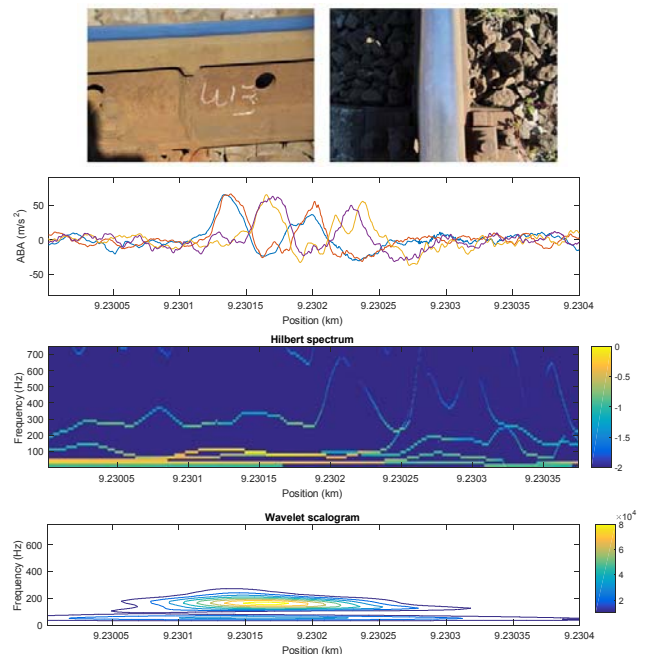 50
0
-50
ABA (m/s²)
9.23005 9.2301 9.23015 9.2302 9.23025 9.2303 9.23035 9.2304
Position (km)
Hilbert spectrum
700
600
500
400
300
200
100
Frequency (Hz)
0
-0.5
-1
-1.5
-2
9.23005 9.2301 9.23015 9.2302 9.23025 9.2303 9.23035
Position (km)
Wavelet scalogram
×10⁴
600
400
200
0
Frequency (Hz)
8
6
4
2
9.23005 9.2301 9.23015 9.2302 9.23025 9.2303 9.23035 9.2304
Position (km)